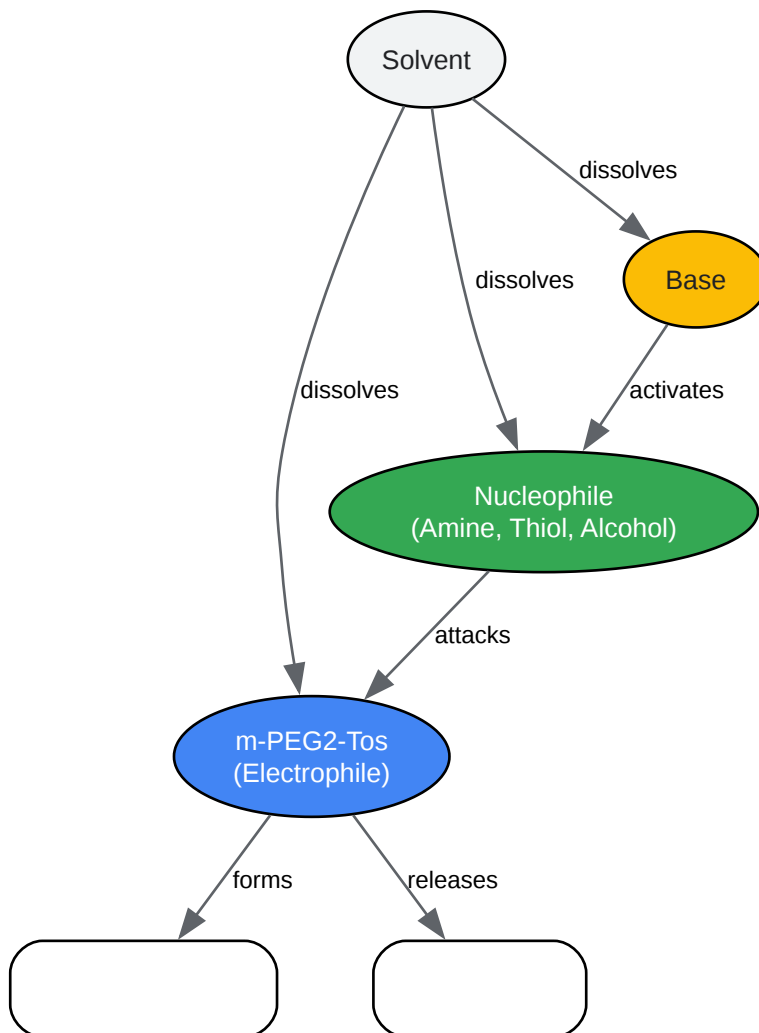 Solvent
dissolves
Base
dissolves
dissolves
activates
Nucleophile
(Amine, Thiol, Alcohol)
attacks
m-PEG2-Tos
(Electrophile)
forms
releases